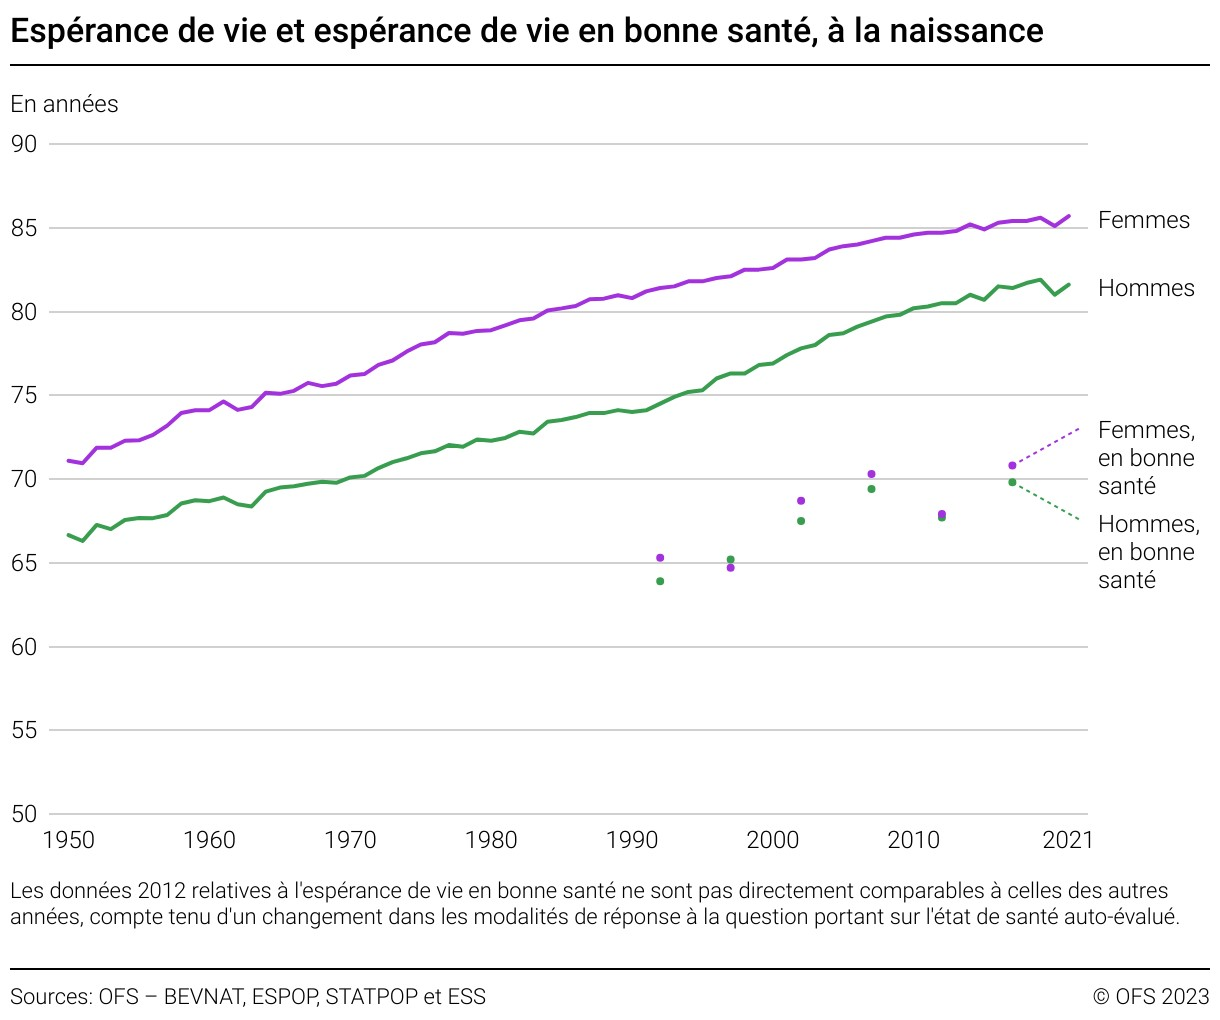 Espérance de vie et espérance de vie en bonne santé, à la naissance
En années
90
85
80
75
70
65
60
55
50
Femmes
Hommes
Femmes,
en bonne
santé
Hommes,
en bonne
santé
1950
1960
1970
1980
1990
2000
2010
2021
Les données 2012 relatives à l'espérance de vie en bonne santé ne sont pas directement comparables à celles des autres
années, compte tenu d'un changement dans les modalités de réponse à la question portant sur l'état de santé auto-évalué.
Sources: OFS – BEVNAT, ESPOP, STATPOP et ESS
© OFS 2023